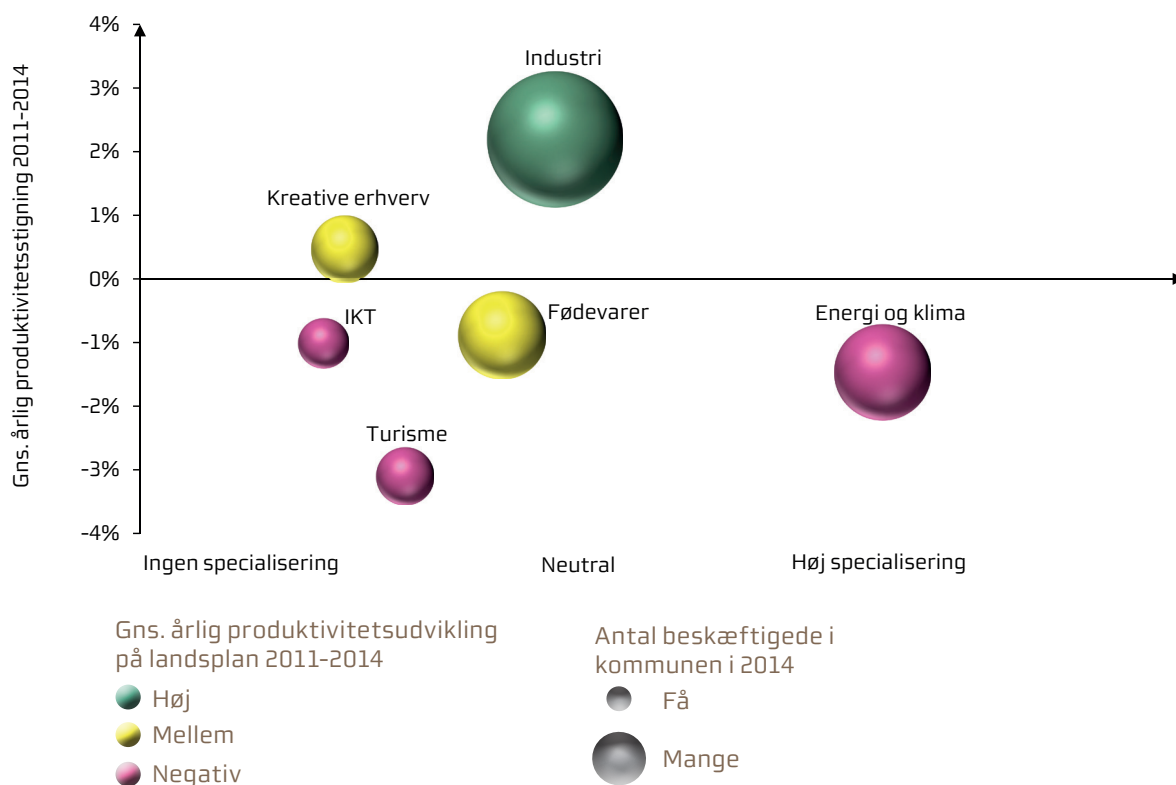 Gns. årlig produktivitetsstigning 2011-2014
4%
3%
2%
1%
0%
-1%
-2%
-3%
-4%
Industri
Kreative erhverv
IKT
Fødevarer
Energi og klima
Turisme
Ingen specialisering
Neutral
Høj specialisering
Gns. årlig produktivitetsudvikling
på landsplan 2011-2014
Høj
Mellem
Negativ
Antal beskæftigede i
kommunen i 2014
Få
Mange